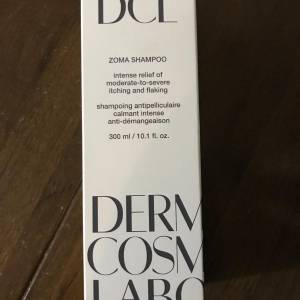 DCL
ZOMA SHAMPOO
intense relief of
moderate-to-severe
itching and flaking
shampoing antipelliculaire
calmant intense
anti-démangeaison
300 ml / 10.1 fl. oz.
DERM
COSM
LABO